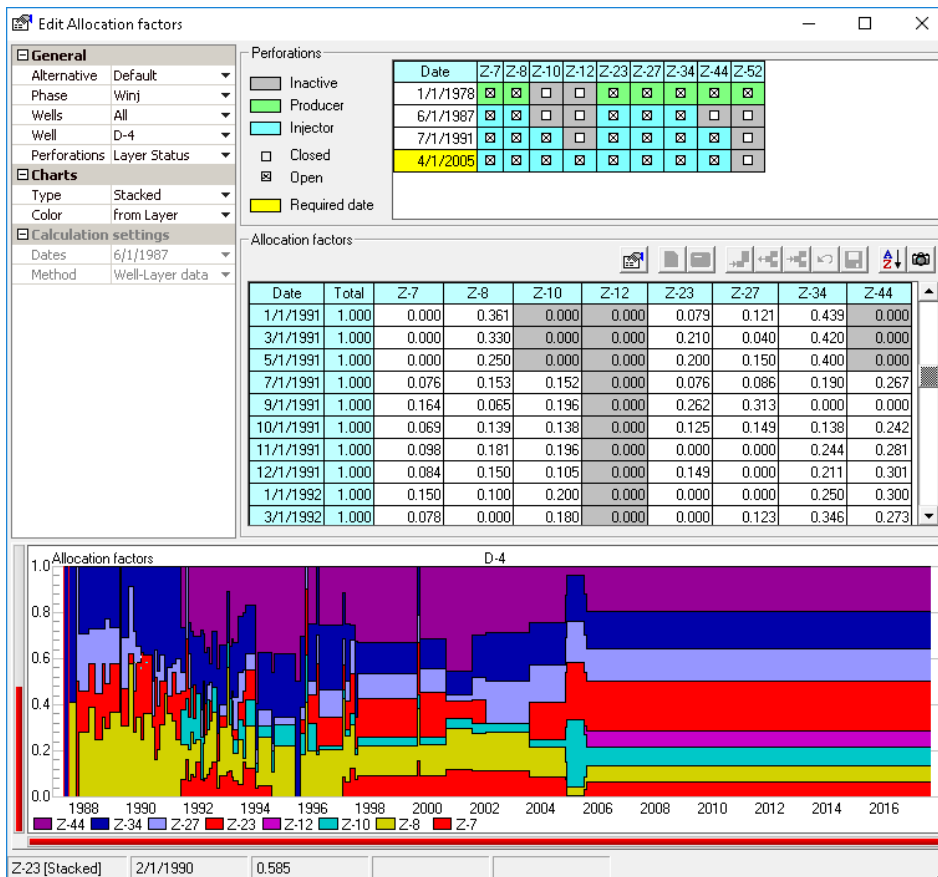 Edit Allocation factors
General
Alternative Default
Phase Winj
Wells All
Well D-4
Perforations Layer Status
Charts
Type Stacked
Color from Layer
Calculation settings
Dates 6/1/1987
Method Well-Layer data
Perforations
Inactive
Producer
Injector
Closed
Open
Required date
Date Z-7 Z-8 Z-10 Z-12 Z-23 Z-27 Z-34 Z-44 Z-52
1/1/1978
6/1/1987
7/1/1991
4/1/2005
Allocation factors
Date Total Z-7 Z-8 Z-10 Z-12 Z-23 Z-27 Z-34 Z-44
1/1/1991 1.000 0.000 0.361 0.000 0.000 0.079 0.121 0.439 0.000
3/1/1991 1.000 0.000 0.330 0.000 0.000 0.210 0.040 0.420 0.000
5/1/1991 1.000 0.000 0.250 0.000 0.000 0.200 0.150 0.400 0.000
7/1/1991 1.000 0.076 0.153 0.152 0.000 0.076 0.086 0.190 0.267
9/1/1991 1.000 0.164 0.065 0.196 0.000 0.262 0.313 0.000 0.000
10/1/1991 1.000 0.069 0.139 0.138 0.000 0.125 0.149 0.138 0.242
11/1/1991 1.000 0.098 0.181 0.196 0.000 0.000 0.000 0.244 0.281
12/1/1991 1.000 0.084 0.150 0.105 0.000 0.149 0.000 0.211 0.301
1/1/1992 1.000 0.150 0.100 0.200 0.000 0.000 0.000 0.250 0.300
3/1/1992 1.000 0.078 0.000 0.180 0.000 0.000 0.123 0.346 0.273
Allocation factors D-4
1.0
0.8
0.6
0.4
0.2
0.0
1988 1990 1992 1994 1996 1998 2000 2002 2004 2006 2008 2010 2012 2014 2016
Z-44 Z-34 Z-27 Z-23 Z-12 Z-10 Z-8 Z-7
Z-23 [Stacked] 2/1/1990 0.585